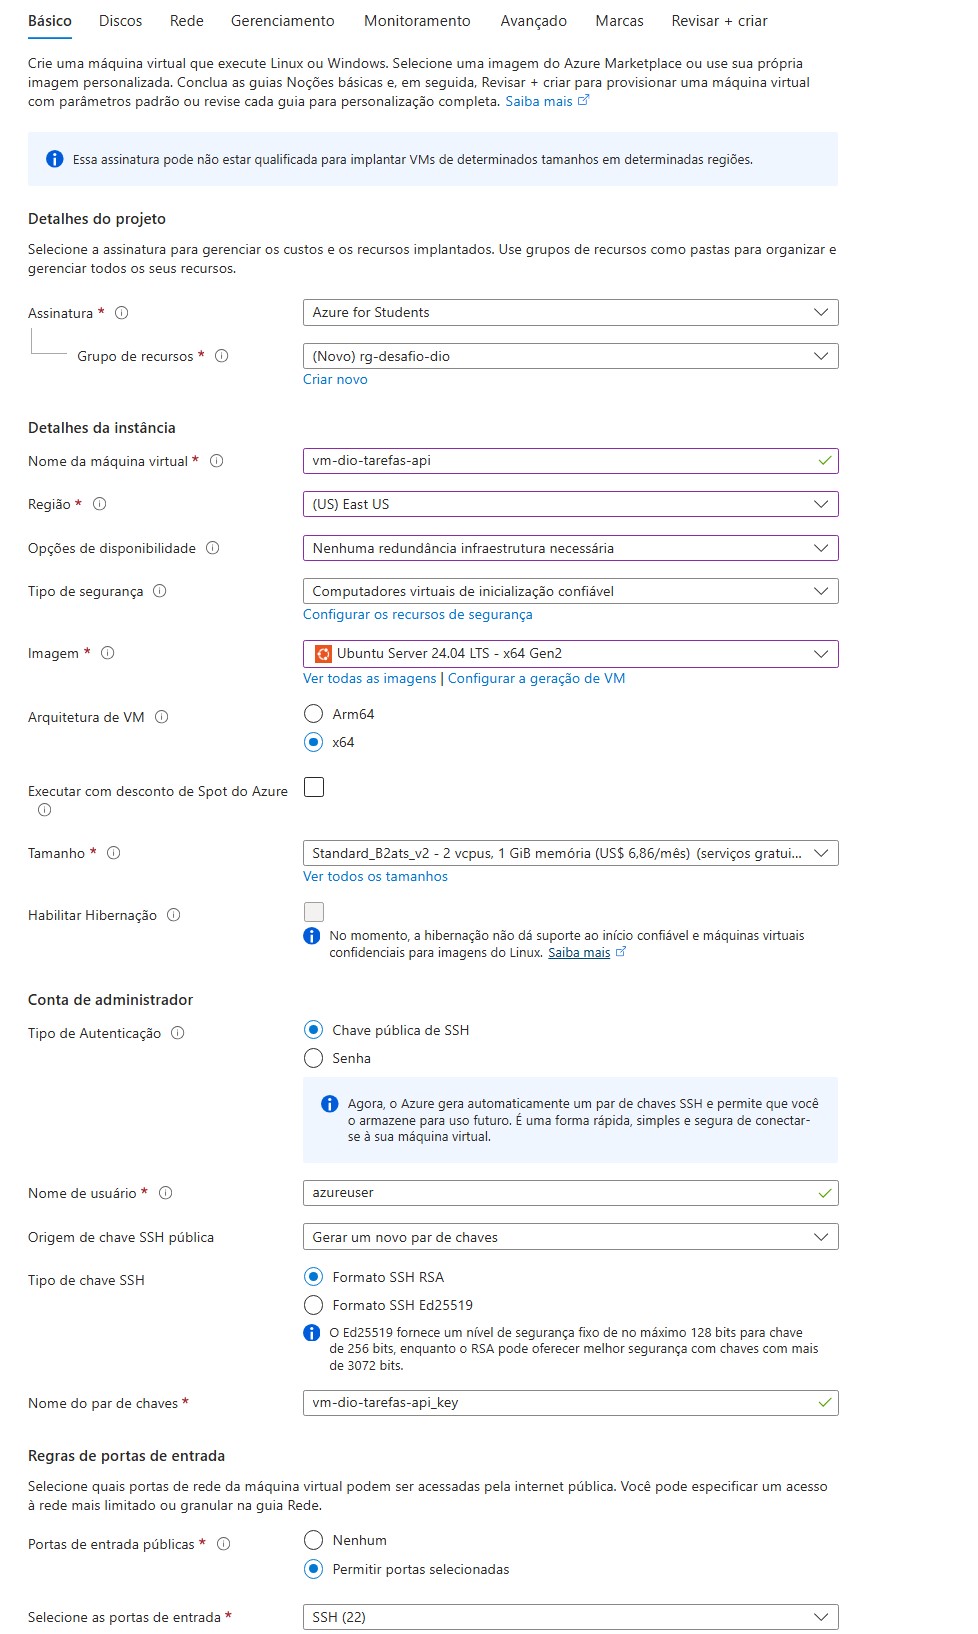 Básico Discos Rede Gerenciamento Monitoramento Avançado Marcas Revisar + criar
Crie uma máquina virtual que execute Linux ou Windows. Selecione uma imagem do Azure Marketplace ou use sua própria
imagem personalizada. Conclua as guias Noções básicas e, em seguida, Revisar + criar para provisionar uma máquina virtual
com parâmetros padrão ou revise cada guia para personalização completa. Saiba mais
Essa assinatura pode não estar qualificada para implantar VMs de determinados tamanhos em determinadas regiões.
Detalhes do projeto
Selecione a assinatura para gerenciar os custos e os recursos implantados. Use grupos de recursos como pastas para organizar e
gerenciar todos os seus recursos.
Assinatura * Azure for Students
Grupo de recursos * (Novo) rg-desafio-dio
Criar novo
Detalhes da instância
Nome da máquina virtual * vm-dio-tarefas-api
Região * (US) East US
Opções de disponibilidade Nenhuma redundância infraestrutura necessária
Tipo de segurança Computadores virtuais de inicialização confiável
Configurar os recursos de segurança
Imagem * Ubuntu Server 24.04 LTS - x64 Gen2
Ver todas as imagens | Configurar a geração de VM
Arquitetura de VM Arm64
x64
Executar com desconto de Spot do Azure
Tamanho * Standard_B2ats_v2 - 2 vcpus, 1 GiB memória (US$ 6,86/mês) (serviços gratui...
Ver todos os tamanhos
Habilitar Hibernação
No momento, a hibernação não dá suporte ao início confiável e máquinas virtuais
confidenciais para imagens do Linux. Saiba mais
Conta de administrador
Tipo de Autenticação Chave pública de SSH
Senha
Agora, o Azure gera automaticamente um par de chaves SSH e permite que você
o armazene para uso futuro. É uma forma rápida, simples e segura de conectar-
se à sua máquina virtual.
Nome de usuário * azureuser
Origem de chave SSH pública Gerar um novo par de chaves
Tipo de chave SSH Formato SSH RSA
Formato SSH Ed25519
O Ed25519 fornece um nível de segurança fixo de no máximo 128 bits para chave
de 256 bits, enquanto o RSA pode oferecer melhor segurança com chaves com mais
de 3072 bits.
Nome do par de chaves * vm-dio-tarefas-api_key
Regras de portas de entrada
Selecione quais portas de rede da máquina virtual podem ser acessadas pela internet pública. Você pode especificar um acesso
à rede mais limitado ou granular na guia Rede.
Portas de entrada públicas * Nenhum
Permitir portas selecionadas
Selecione as portas de entrada * SSH (22)